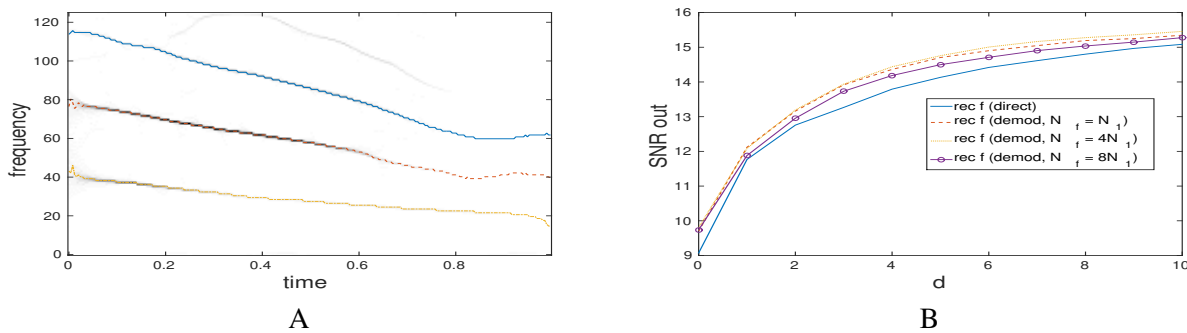 120
100
80
60
40
20
0
frequency
0
0.2
0.4
0.6
0.8
time
A
16
15
14
13
12
11
10
9
SNR out
rec f (direct)
rec f (demod, N f = N 1)
rec f (demod, N f = 4N 1)
rec f (demod, N f = 8N 1)
0
2
4
6
8
10
d
B